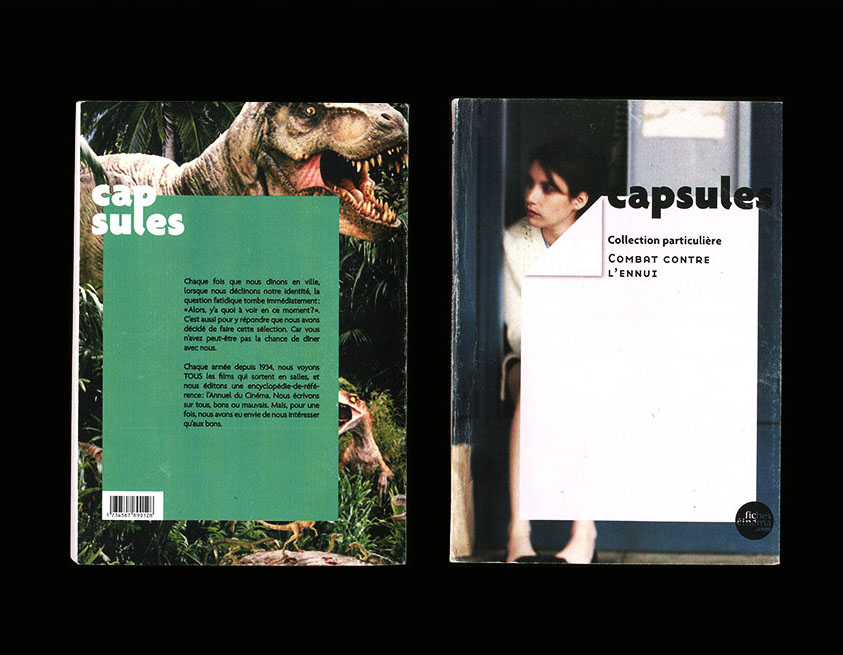 cap
sules
Chaque fois que nous dînons en ville,
lorsque nous déclinons notre identité, la
question fatidique tombe immédiatement :
«Alors, y'a quoi à voir en ce moment?».
C'est aussi pour y répondre que nous avons
décidé de faire cette sélection. Car vous
n'avez peut-être pas la chance de dîner
avec nous.
Chaque année depuis 1934, nous voyons
TOUS les films qui sortent en salles, et
nous éditons une encyclopédie-de-réfé-
rence : l'Annuel du Cinéma. Nous écrivons
sur tous, bons ou mauvais. Mais, pour une
fois, nous avons eu envie de nous intéresser
qu'aux bons.
1 234567 890128
capsules
Collection particulière
COMBAT CONTRE
L'ENNUI
fiches
cinéma
.com